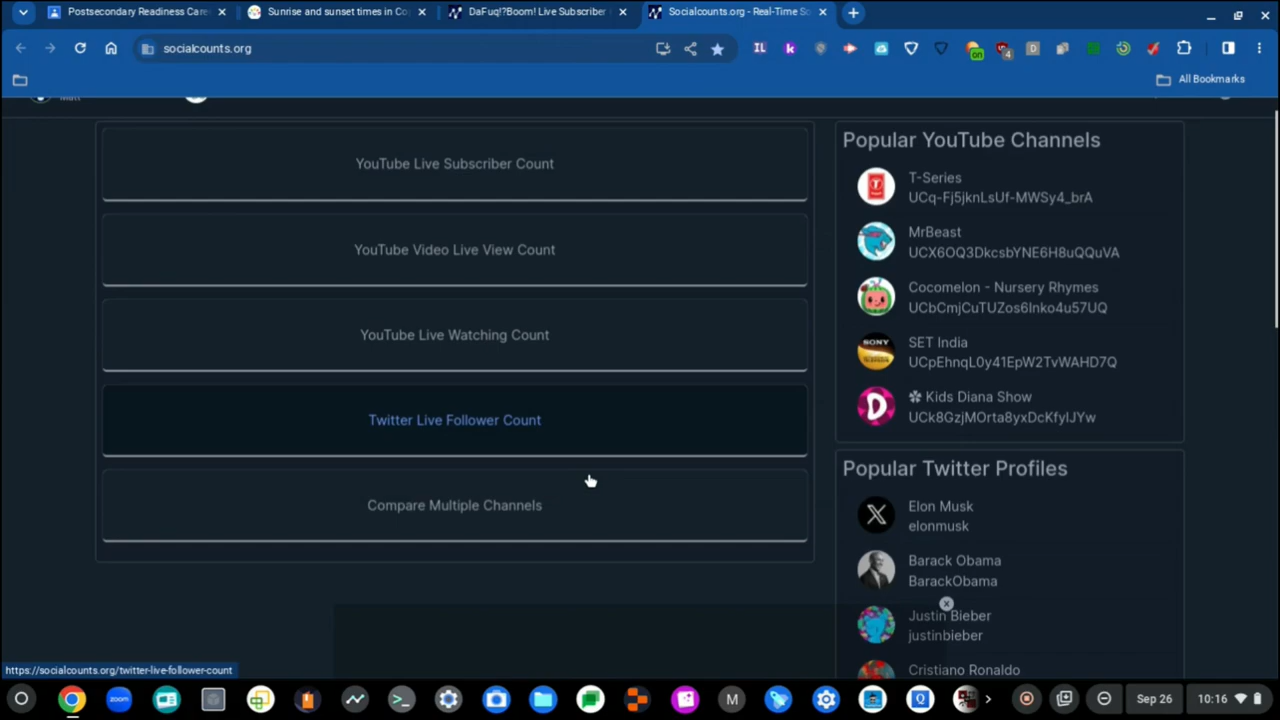 Postsecondary Readiness Care
Sunrise and sunset times in Co
DaFuq!?Boom! Live Subscriber
Socialcounts.org - Real-Time So
socialcounts.org
All Bookmarks
YouTube Live Subscriber Count
YouTube Video Live View Count
YouTube Live Watching Count
Twitter Live Follower Count
Compare Multiple Channels
Popular YouTube Channels
T-Series
UCq-Fj5jknLsUf-MWSy4_brA
MrBeast
UCX6OQ3DkcsbYNE6H8uQQuVA
Cocomelon - Nursery Rhymes
UCbCmjCuTUZos6Inko4u57UQ
SET India
UCpEhnqL0y41EpW2TvWAHD7Q
✿ Kids Diana Show
UCk8GzjMOrta8yxDcKfylJYw
Popular Twitter Profiles
Elon Musk
elonmusk
Barack Obama
BarackObama
Justin Bieber
justinbieber
Cristiano Ronaldo
https://socialcounts.org/twitter-live-follower-count
Sep 26
10:16